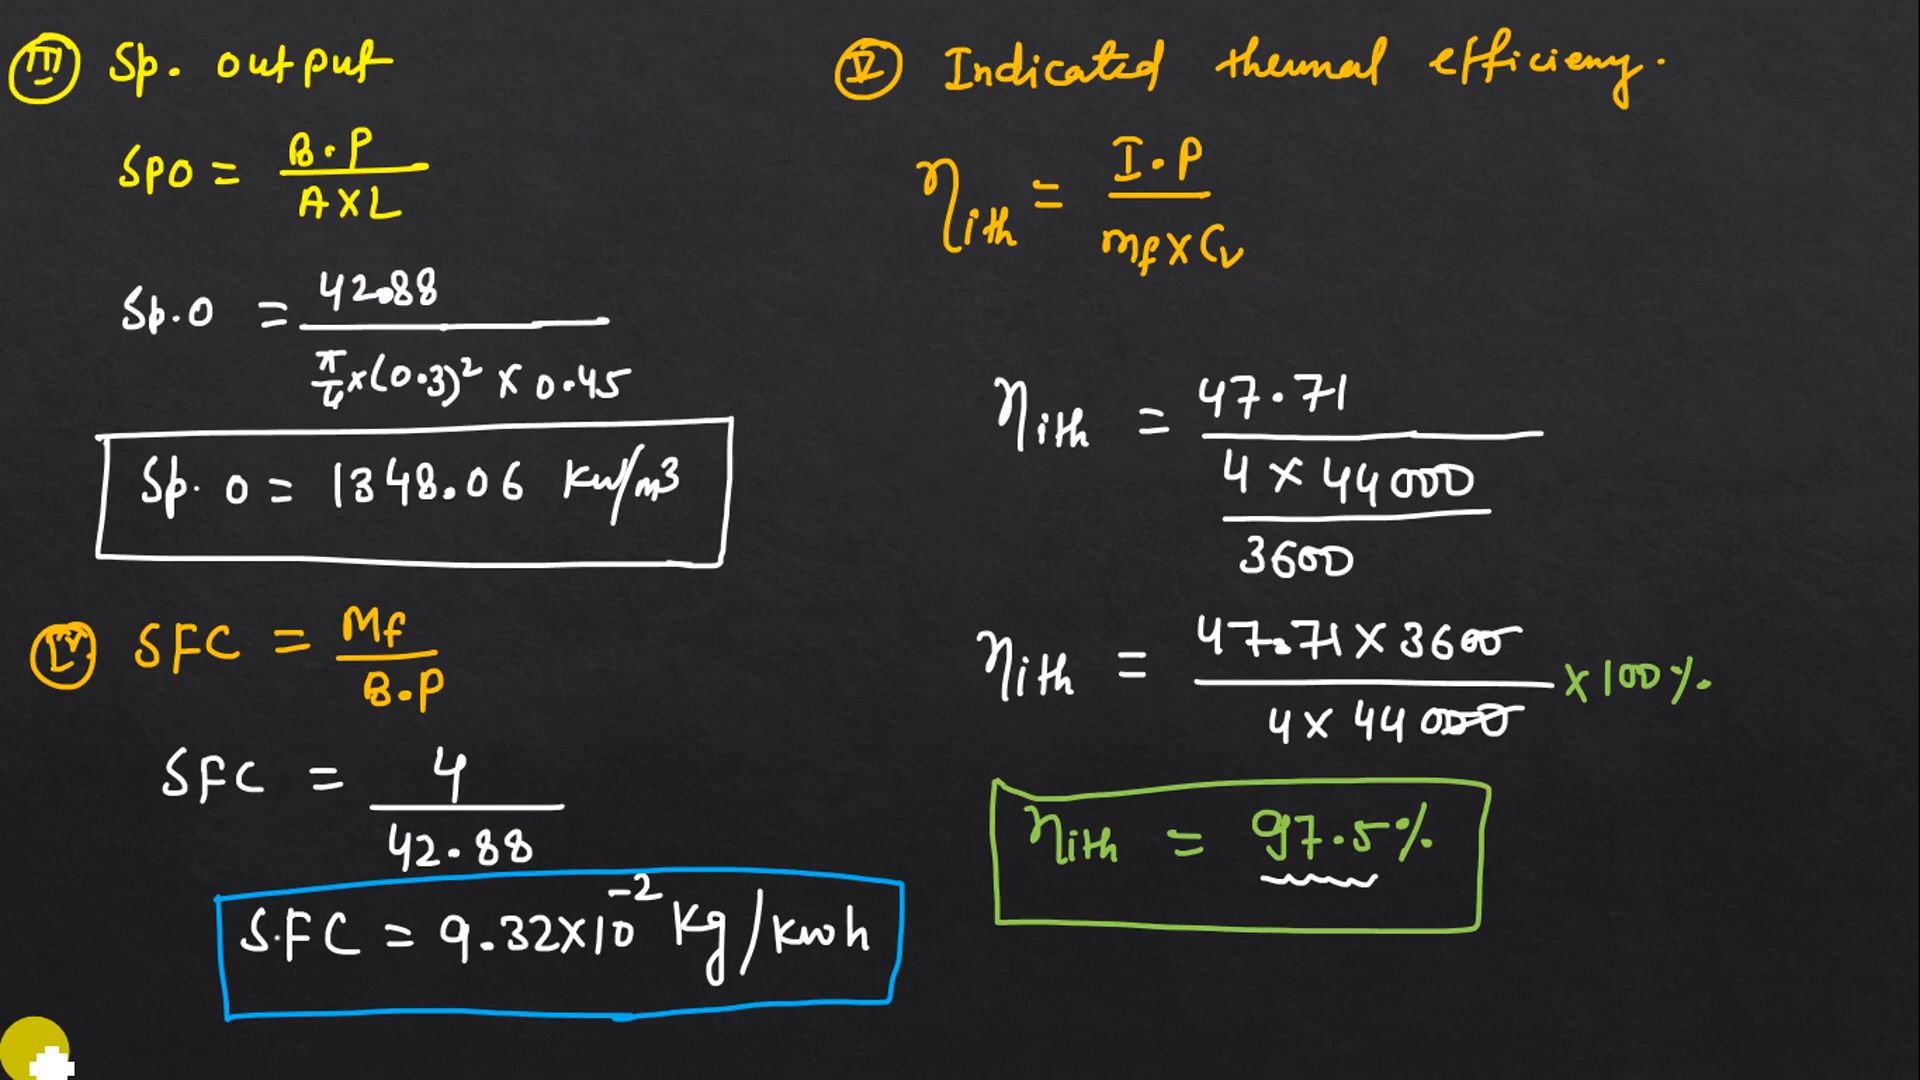 III Sp. output
SPO = B.P / A X L
Sp.O = 42.88 / π/4 x (0.3)² X 0.45
Sp. O = 1348.06 Kw/m3
IV SFC = Mf / B.P
SFC = 4 / 42.88
S.FC = 9.32X10⁻² Kg/Kwh
V Indicated thermal efficiency.
ηith = I.P / mf X Cv
ηith = 47.71 / 4 X 44000 / 3600
ηith = 47.71 X 3600 / 4 X 44000 X 100%
ηith = 97.5%